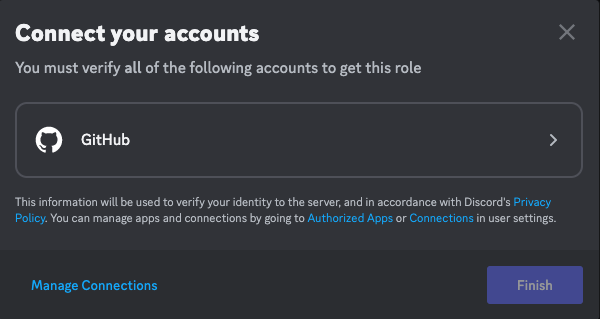 Connect your accounts
You must verify all of the following accounts to get this role
GitHub
This information will be used to verify your identity to the server, and in accordance with Discord's Privacy
Policy. You can manage apps and connections by going to Authorized Apps or Connections in user settings.
Manage Connections
Finish